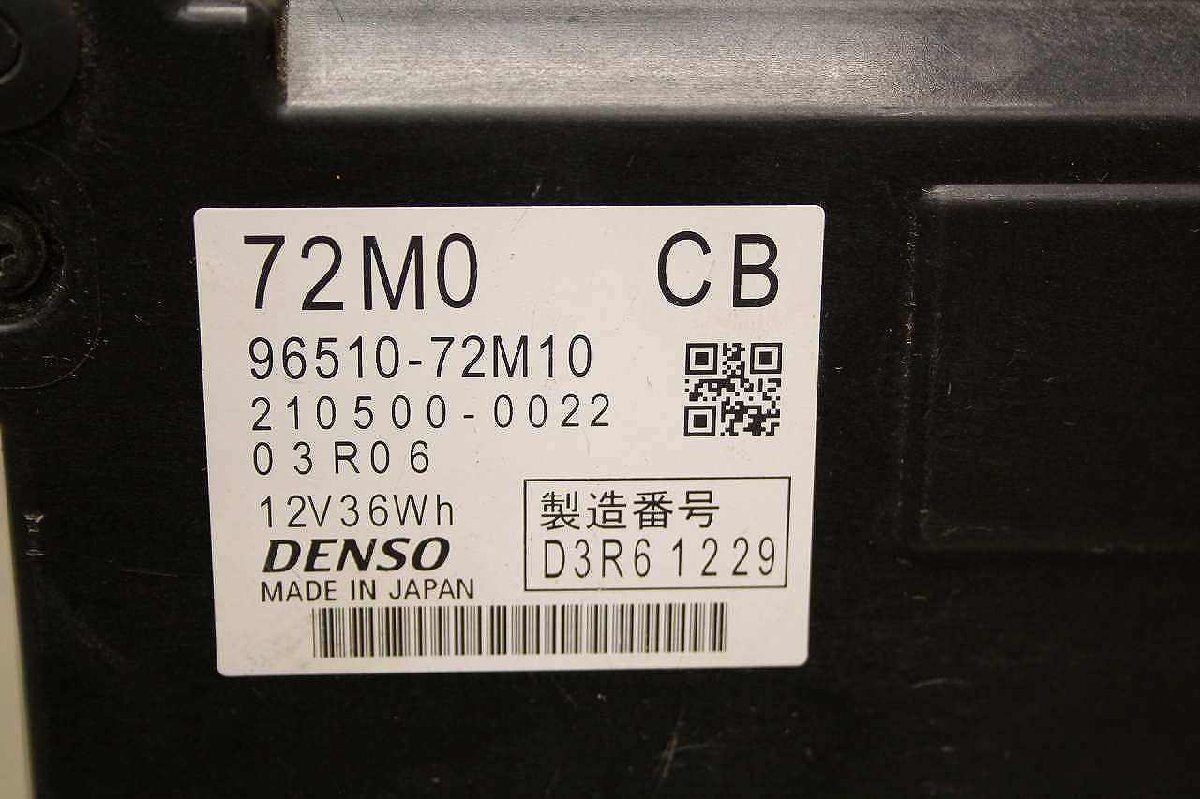 72M0 CB
96510-72M10
210500-0022
03R06
12V36Wh
DENSO
MADE IN JAPAN
製造番号
D3R61229